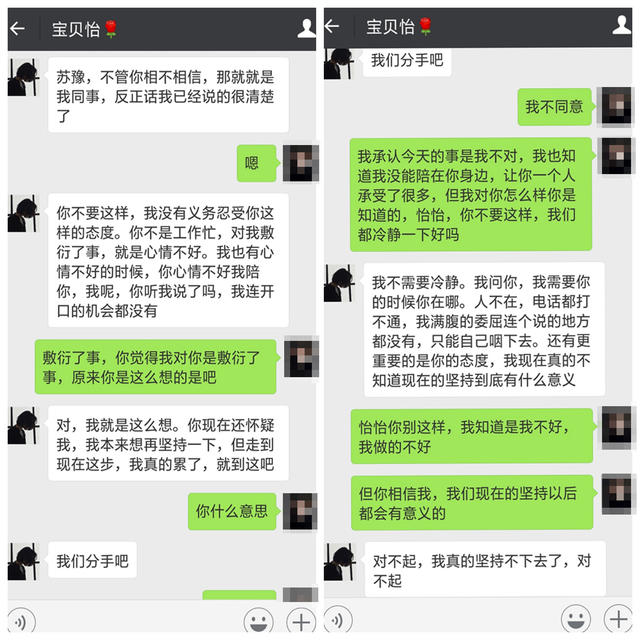 宝贝怡🌹
苏豫，不管你相不相信，那就就是
我同事，反正话我已经说的很清楚
了
嗯
你不要这样，我没有义务忍受你这
样的态度。你不是工作忙，对我敷
衍了事，就是心情不好。我也有心
情不好的时候，你心情不好我陪
你，我呢，你听我说了吗，我连开
口的机会都没有
敷衍了事，你觉得我对你是敷衍了
事，原来你是这么想的是吧
对，我就是这么想。你现在还怀疑
我，我本来想再坚持一下，但走到
现在这步，我真的累了，就到这吧
你什么意思
我们分手吧
宝贝怡🌹
我们分手吧
我不同意
我承认今天的事是我不对，我也知
道我没能陪在你身边，让你一个人
承受了很多，但我对你怎么样你是
知道的，怡怡，你不要这样，我们
都冷静一下好吗
我不需要冷静。我问你，我需要你
的时候你在哪。人不在，电话都打
不通，我满腹的委屈连个说的地方
都没有，只能自己咽下去。还有更
重要的是你的态度，我现在真的不
知道现在的坚持到底有什么意义
怡怡你别这样，我知道是我不好，
我做的不好
但你相信我，我们现在的坚持以后
都会有意义的
对不起，我真的坚持不下去了，对
不起